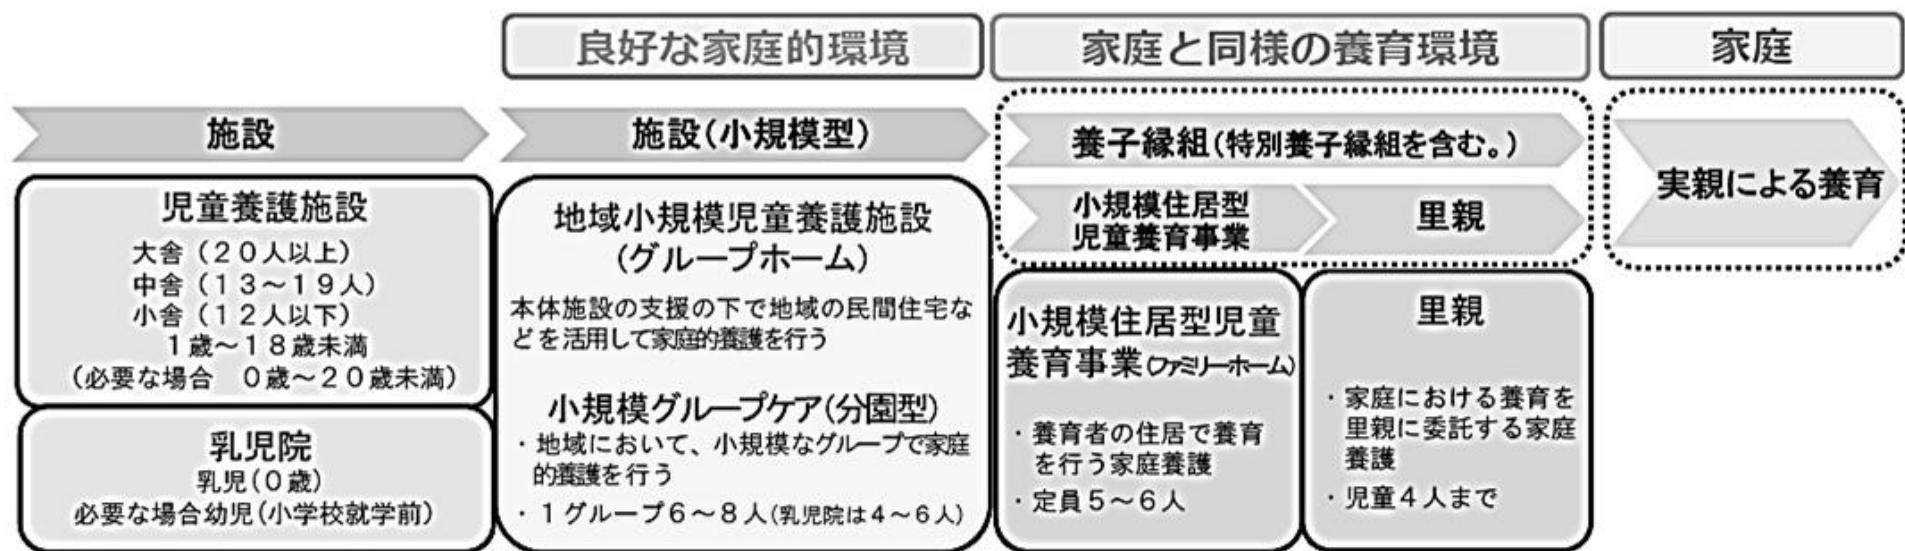 良好な家庭的環境
家庭と同様の養育環境
家庭
施設
施設(小規模型)
養子縁組(特別養子縁組を含む。)
小規模住居型
児童養育事業
里親
実親による養育
児童養護施設
大舎（２０人以上）
中舎（１３～１９人）
小舎（１２人以下）
１歳～１８歳未満
（必要な場合　０歳～２０歳未満）
乳児院
乳児（０歳）
必要な場合幼児（小学校就学前）
地域小規模児童養護施設
(グループホーム)
本体施設の支援の下で地域の民間住宅な
どを活用して家庭的養護を行う
小規模グループケア(分園型)
・地域において、小規模なグループで家庭
的養護を行う
・１グループ６～８人(乳児院は４～６人)
小規模住居型児童
養育事業(ファミリーホーム)
・養育者の住居で養育
を行う家庭養護
・定員５～６人
里親
・家庭における養育を
里親に委託する家庭
養護
・児童４人まで